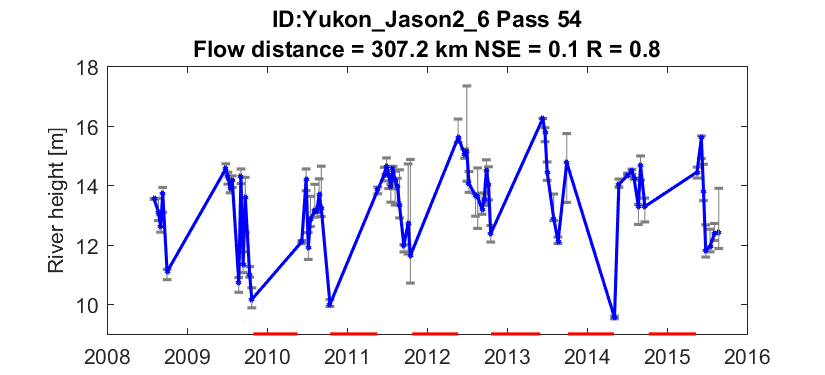 ID:Yukon_Jason2_6 Pass 54
Flow distance = 307.2 km NSE = 0.1 R = 0.8
River height [m]
18
16
14
12
10
2008 2009 2010 2011 2012 2013 2014 2015 2016